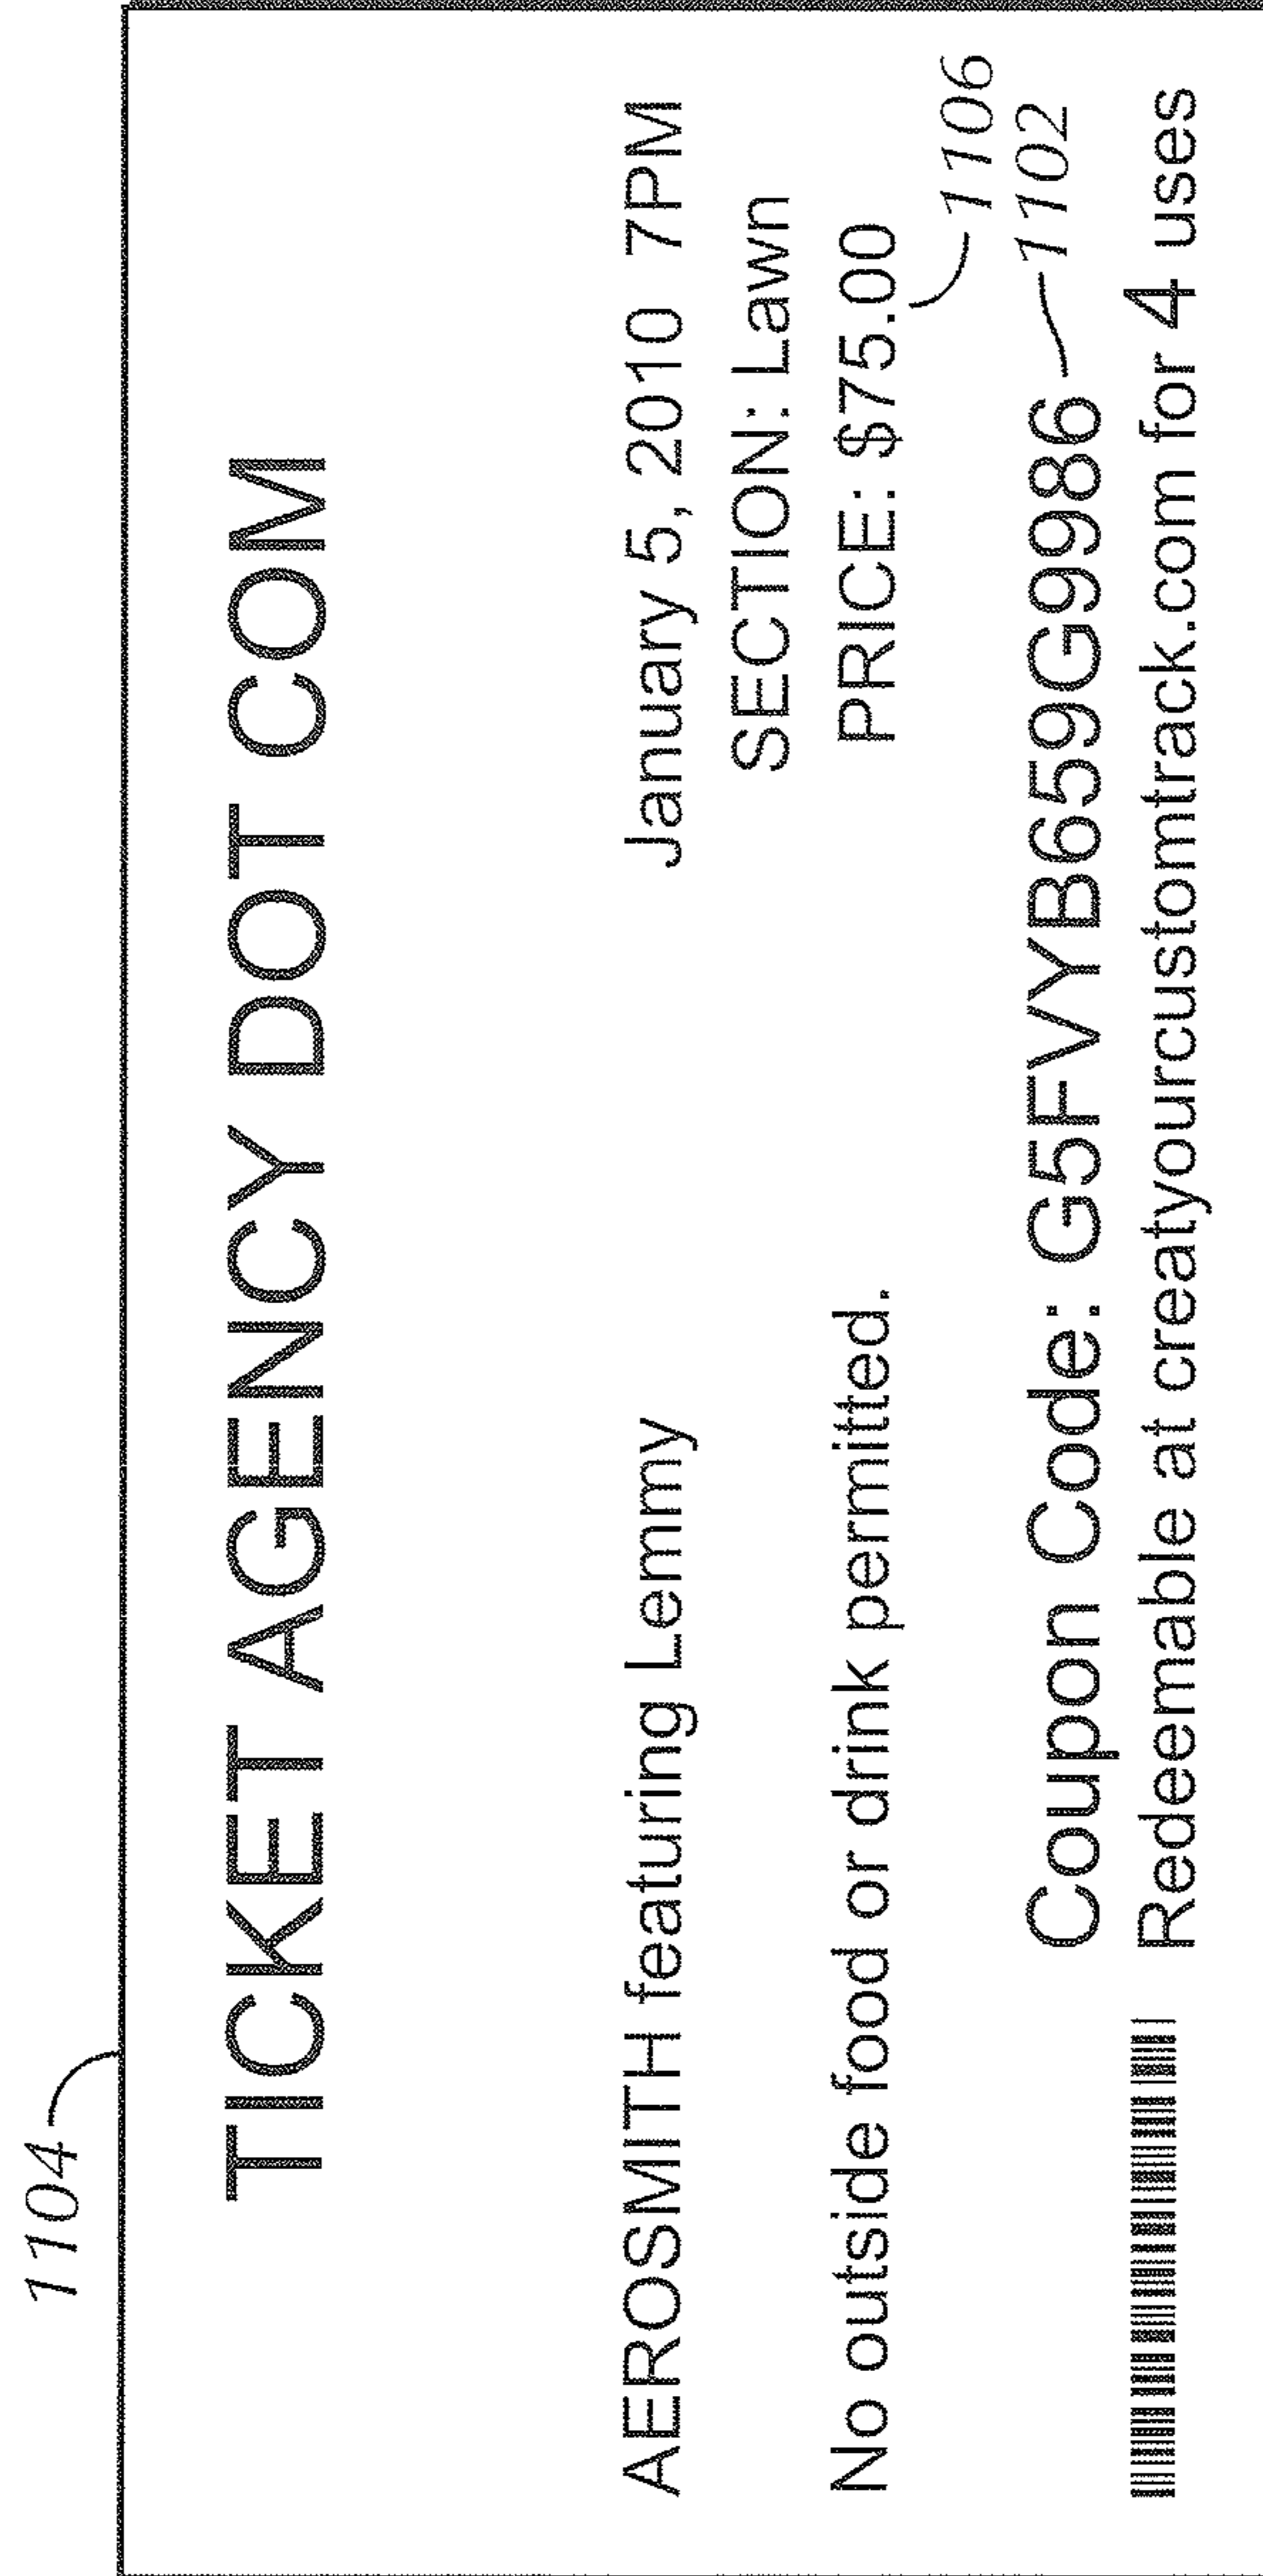 1104
TICKET AGENCY DOT COM
AEROSMITH featuring Lemmy January 5, 2010 7PM
SECTION: Lawn
No outside food or drink permitted. PRICE: $75.00
1106
1102
Coupon Code: G5FVYB659G9986
Redeemable at creatyourcustomtrack.com for 4 uses